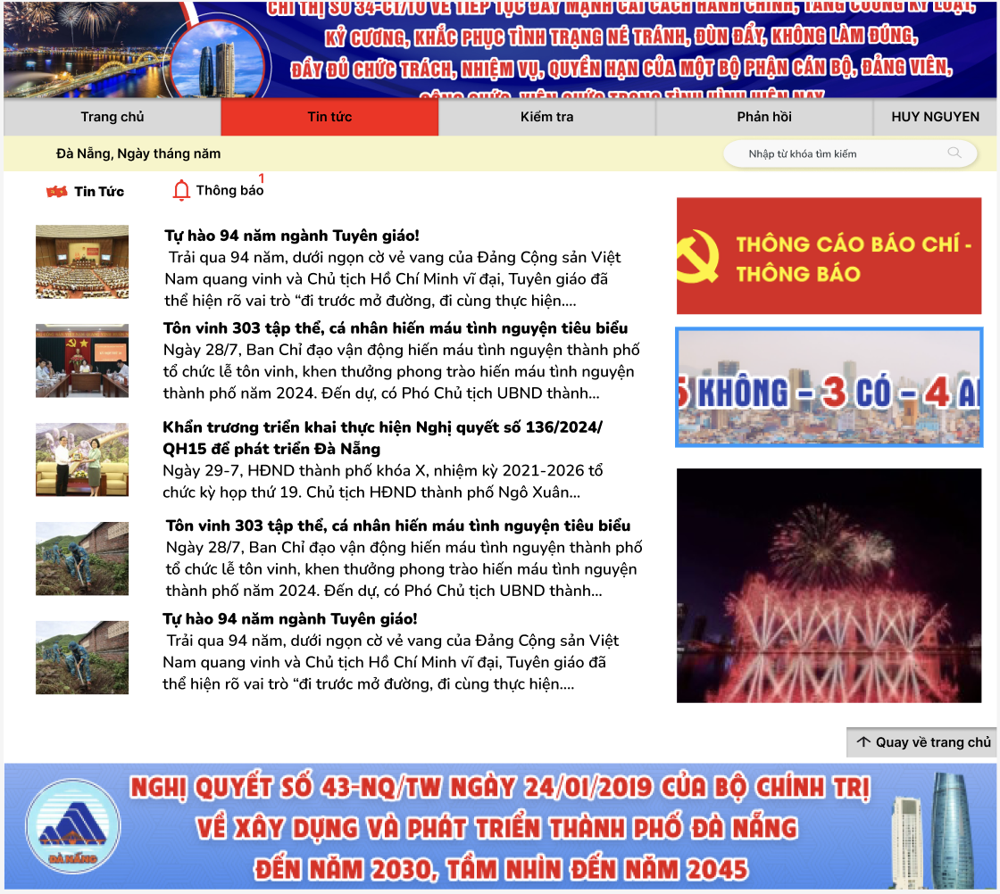 CHỈ THỊ SỐ 34-CT/TU VỀ TIẾP TỤC ĐẨY MẠNH CẢI CÁCH HÀNH CHÍNH, TĂNG CƯỜNG KỶ LUẬT,
KỶ CƯƠNG, KHẮC PHỤC TÌNH TRẠNG NÉ TRÁNH, ĐÙN ĐẨY, KHÔNG LÀM ĐÚNG,
ĐẦY ĐỦ CHỨC TRÁCH, NHIỆM VỤ, QUYỀN HẠN CỦA MỘT BỘ PHẬN CÁN BỘ, ĐẢNG VIÊN,
CÔNG CHỨC, VIÊN CHỨC TRONG TÌNH HÌNH HIỆN NAY
Trang chủ
Tin tức
Kiểm tra
Phản hồi
HUY NGUYEN
Đà Nẵng, Ngày tháng năm
Nhập từ khóa tìm kiếm
Tin Tức
Thông báo
1
Tự hào 94 năm ngành Tuyên giáo!
Trải qua 94 năm, dưới ngọn cờ vẻ vang của Đảng Cộng sản Việt
Nam quang vinh và Chủ tịch Hồ Chí Minh vĩ đại, Tuyên giáo đã
thể hiện rõ vai trò “đi trước mở đường, đi cùng thực hiện....
Tôn vinh 303 tập thể, cá nhân hiến máu tình nguyện tiêu biểu
Ngày 28/7, Ban Chỉ đạo vận động hiến máu tình nguyện thành phố
tổ chức lễ tôn vinh, khen thưởng phong trào hiến máu tình nguyện
thành phố năm 2024. Đến dự, có Phó Chủ tịch UBND thành...
Khẩn trương triển khai thực hiện Nghị quyết số 136/2024/
QH15 để phát triển Đà Nẵng
Ngày 29-7, HĐND thành phố khóa X, nhiệm kỳ 2021-2026 tổ
chức kỳ họp thứ 19. Chủ tịch HĐND thành phố Ngô Xuân...
Tôn vinh 303 tập thể, cá nhân hiến máu tình nguyện tiêu biểu
Ngày 28/7, Ban Chỉ đạo vận động hiến máu tình nguyện thành phố
tổ chức lễ tôn vinh, khen thưởng phong trào hiến máu tình nguyện
thành phố năm 2024. Đến dự, có Phó Chủ tịch UBND thành...
Tự hào 94 năm ngành Tuyên giáo!
Trải qua 94 năm, dưới ngọn cờ vẻ vang của Đảng Cộng sản Việt
Nam quang vinh và Chủ tịch Hồ Chí Minh vĩ đại, Tuyên giáo đã
thể hiện rõ vai trò “đi trước mở đường, đi cùng thực hiện....
THÔNG CÁO BÁO CHÍ -
THÔNG BÁO
5 KHÔNG - 3 CÓ - 4 A
Quay về trang chủ
NGHỊ QUYẾT SỐ 43-NQ/TW NGÀY 24/01/2019 CỦA BỘ CHÍNH TRỊ
VỀ XÂY DỰNG VÀ PHÁT TRIỂN THÀNH PHỐ ĐÀ NẴNG
ĐẾN NĂM 2030, TẦM NHÌN ĐẾN NĂM 2045
ĐÀ NẴNG